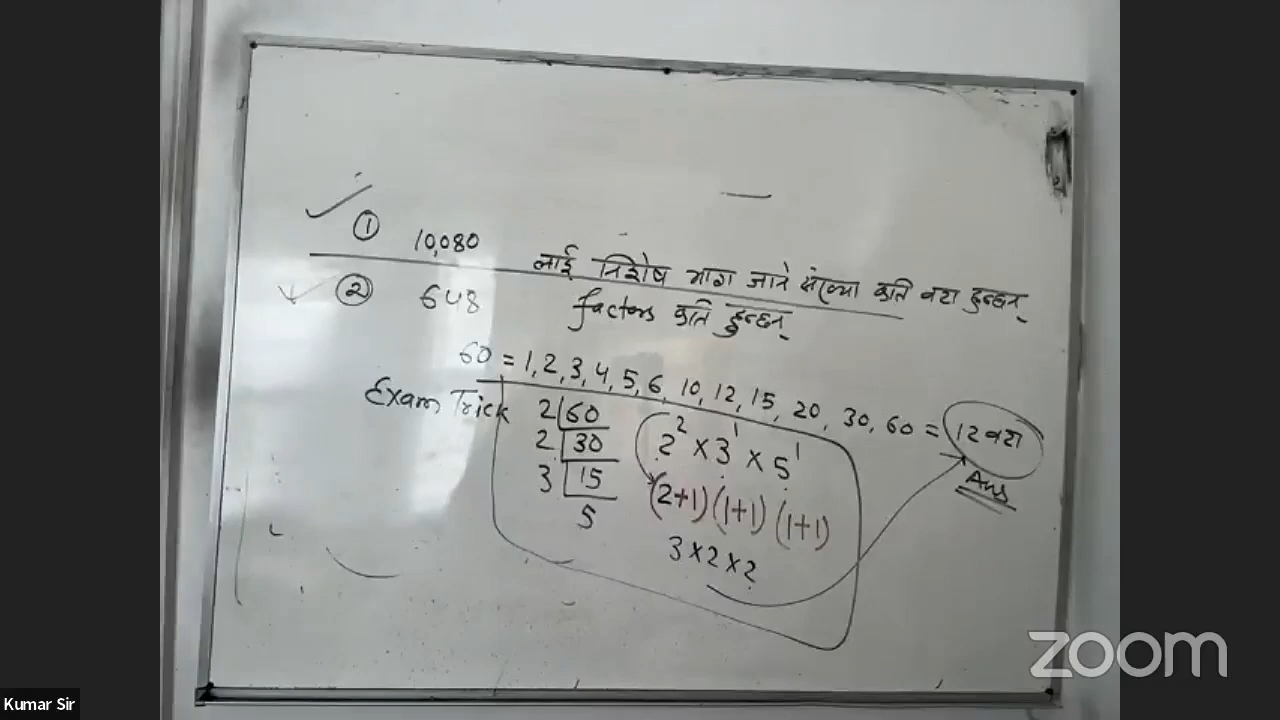 ① 10,080 लाई निशेष भाग जाने संख्या कति वटा हुन्छन्
② 648 factors कति हुन्छन्
60 = 1, 2, 3, 4, 5, 6, 10, 12, 15, 20, 30, 60 = 12 वटा
Ans
Exam Trick
2 60
2 30
3 15
5
2² × 3¹ × 5¹
(2+1) (1+1) (1+1)
3 × 2 × 2
zoom
Kumar Sir